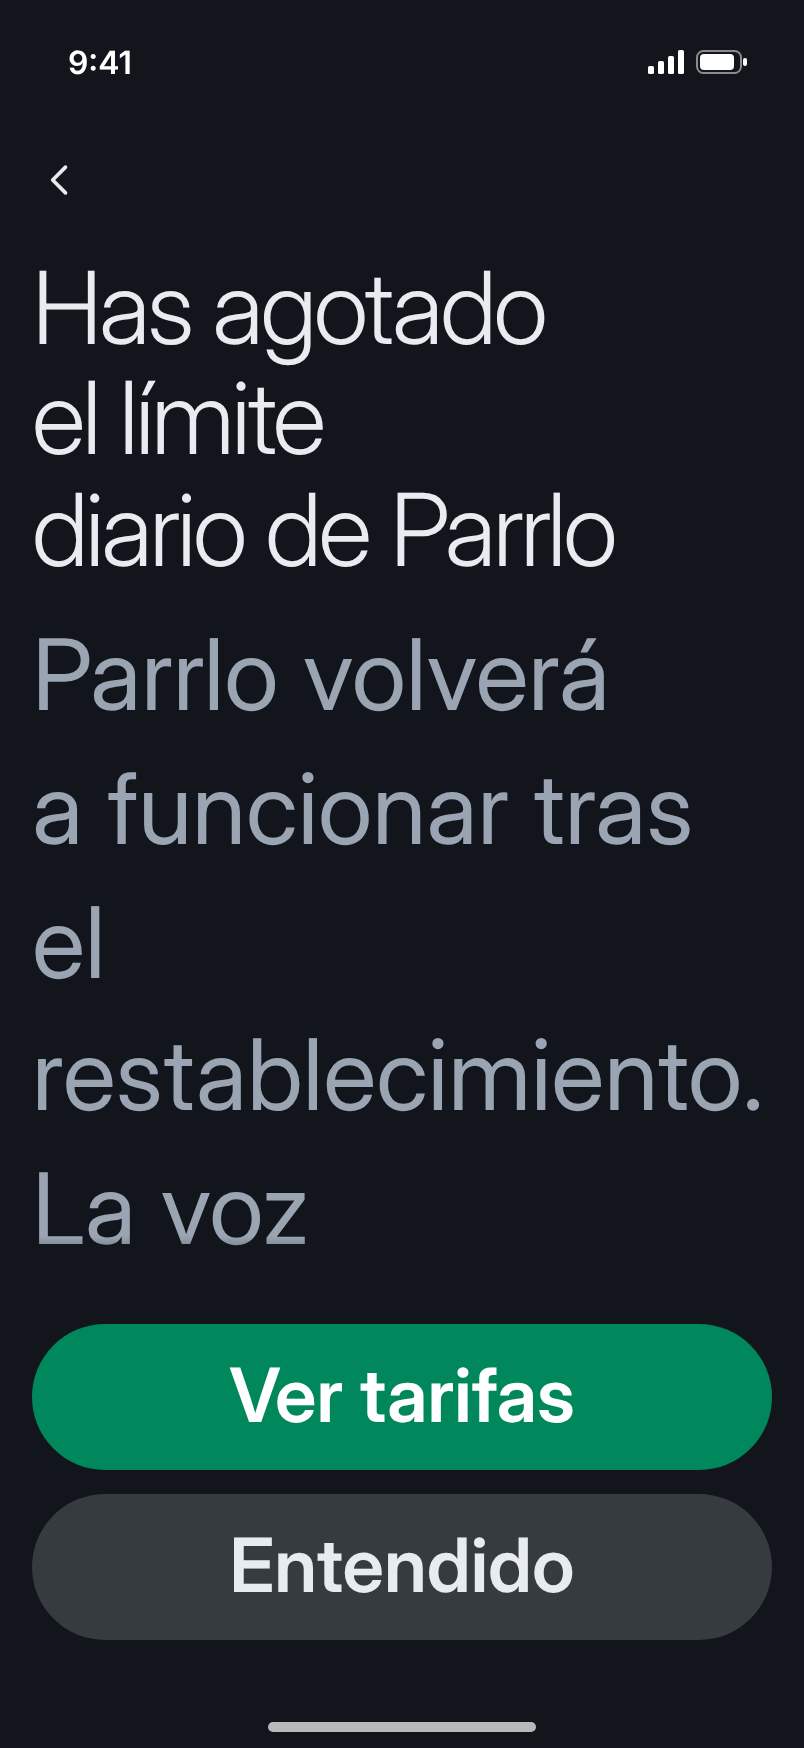 9:41
Has agotado
el límite
diario de Parrlo
Parrlo volverá
a funcionar tras
el
restablecimiento.
La voz
Ver tarifas
Entendido